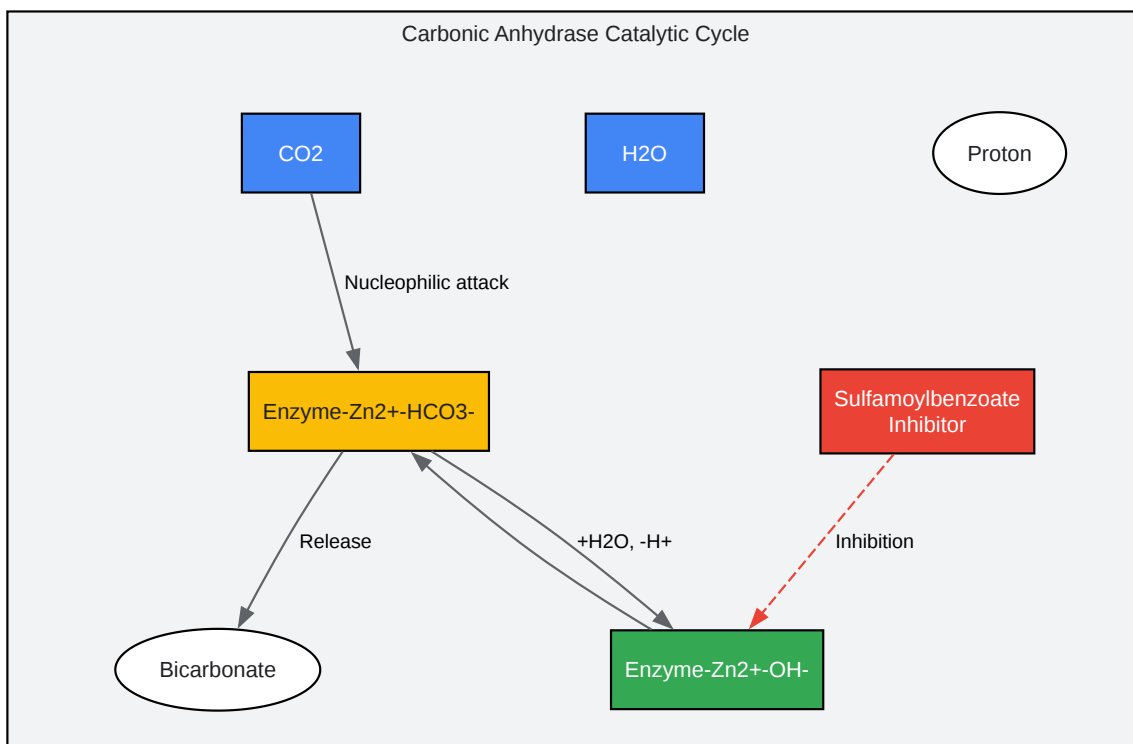 Carbonic Anhydrase Catalytic Cycle
CO2
H2O
Proton
Nucleophilic attack
Enzyme-Zn2+-HCO3-
Sulfamoylbenzoate
Inhibitor
Release
+H2O, -H+
Inhibition
Bicarbonate
Enzyme-Zn2+-OH-